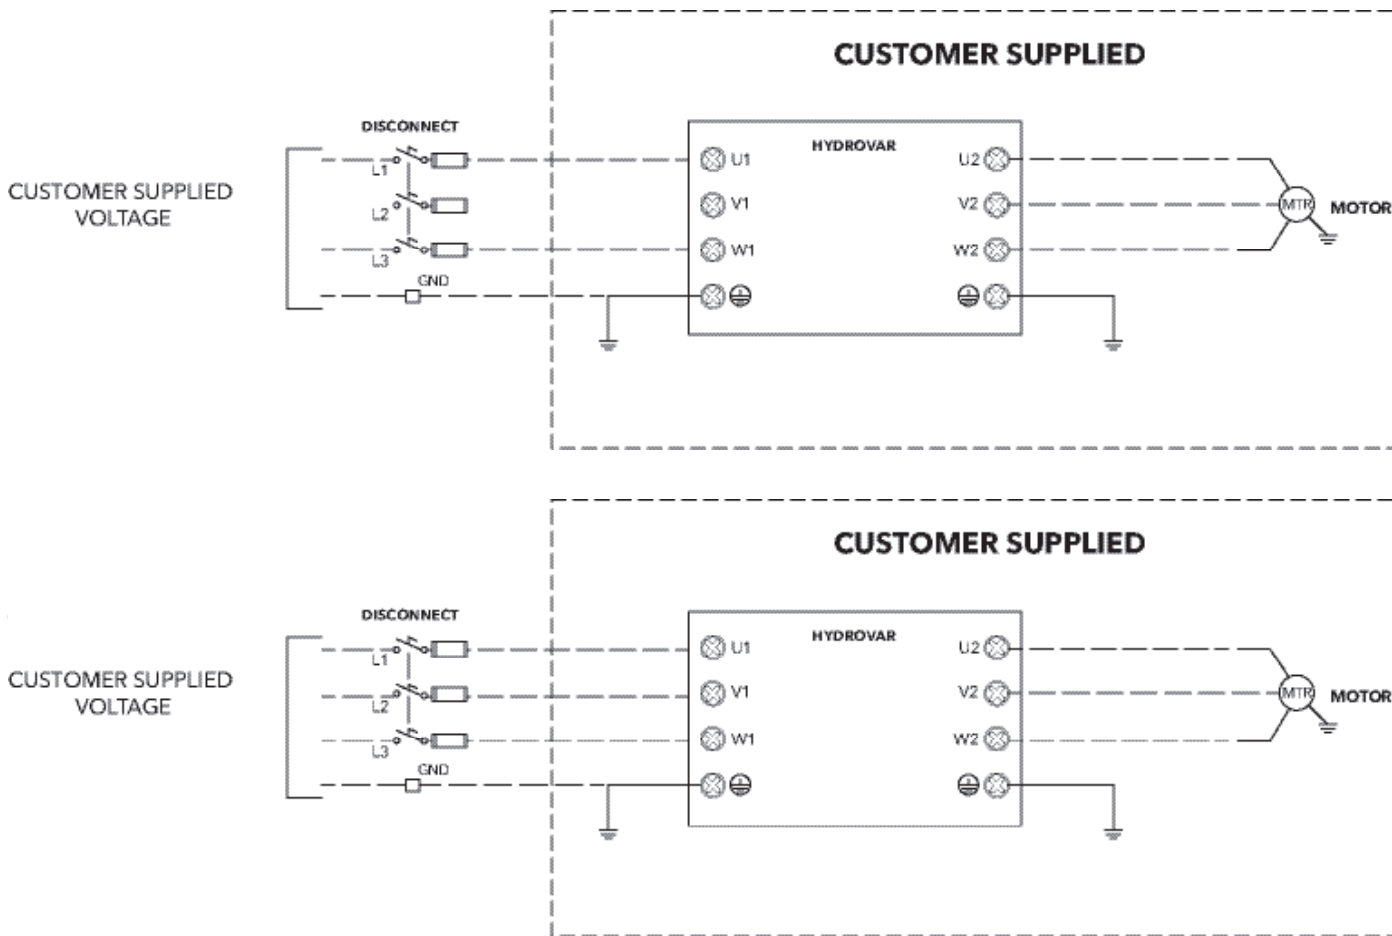 CUSTOMER SUPPLIED
DISCONNECT
HYDROVAR
L1
U1
U2
CUSTOMER SUPPLIED
VOLTAGE
L2
V1
V2
MTR
MOTOR
L3
W1
W2
GND
CUSTOMER SUPPLIED
DISCONNECT
HYDROVAR
L1
U1
U2
CUSTOMER SUPPLIED
VOLTAGE
L2
V1
V2
MTR
MOTOR
L3
W1
W2
GND